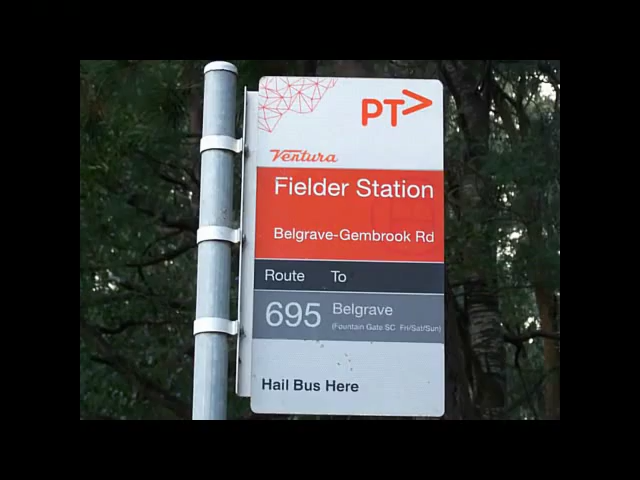 PT>
Ventura
Fielder Station
Belgrave-Gembrook Rd
Route To
695 Belgrave
(Fountain Gate SC Fri/Sat/Sun)
Hail Bus Here